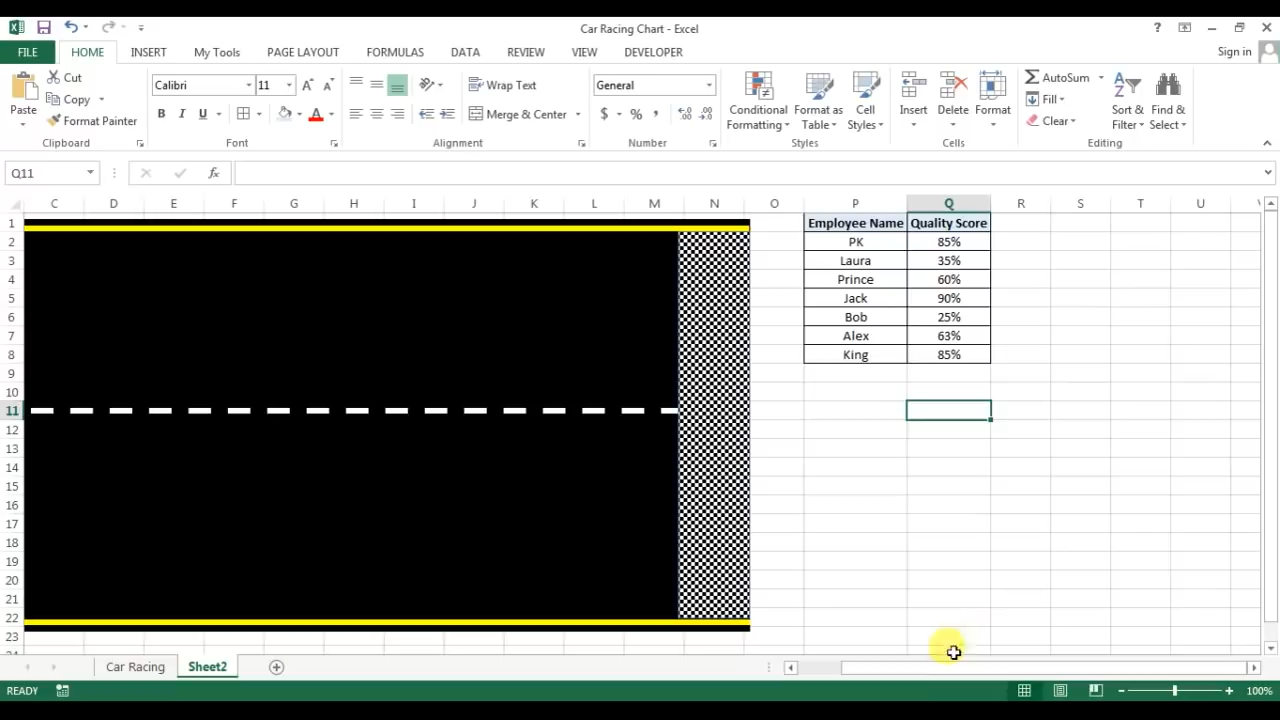 Car Racing Chart - Excel
?
FILE HOME INSERT My Tools PAGE LAYOUT FORMULAS DATA REVIEW VIEW DEVELOPER Sign in
Paste
Cut
Copy
Format Painter
Clipboard
Calibri 11
B I U
Font
Wrap Text
Merge & Center
Alignment
General
$ % ,
Number
Conditional Formatting
Format as Table
Cell Styles
Styles
Insert
Delete
Format
Cells
AutoSum
Fill
Clear
Sort & Filter
Find & Select
Editing
Q11 fx
C D E F G H I J K L M N O P Q R S T U
1 Employee Name Quality Score
2 PK 85%
3 Laura 35%
4 Prince 60%
5 Jack 90%
6 Bob 25%
7 Alex 63%
8 King 85%
9
10
11
12
13
14
15
16
17
18
19
20
21
22
23
Car Racing Sheet2
READY 100%